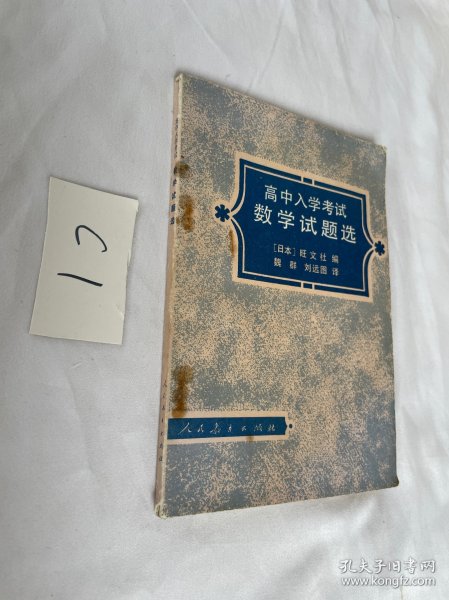 高中入学考试
数学试题选
[日本] 旺文社 编
魏群 刘远图 译
人民教育出版社
孔夫子旧书网
www.kongfz.com